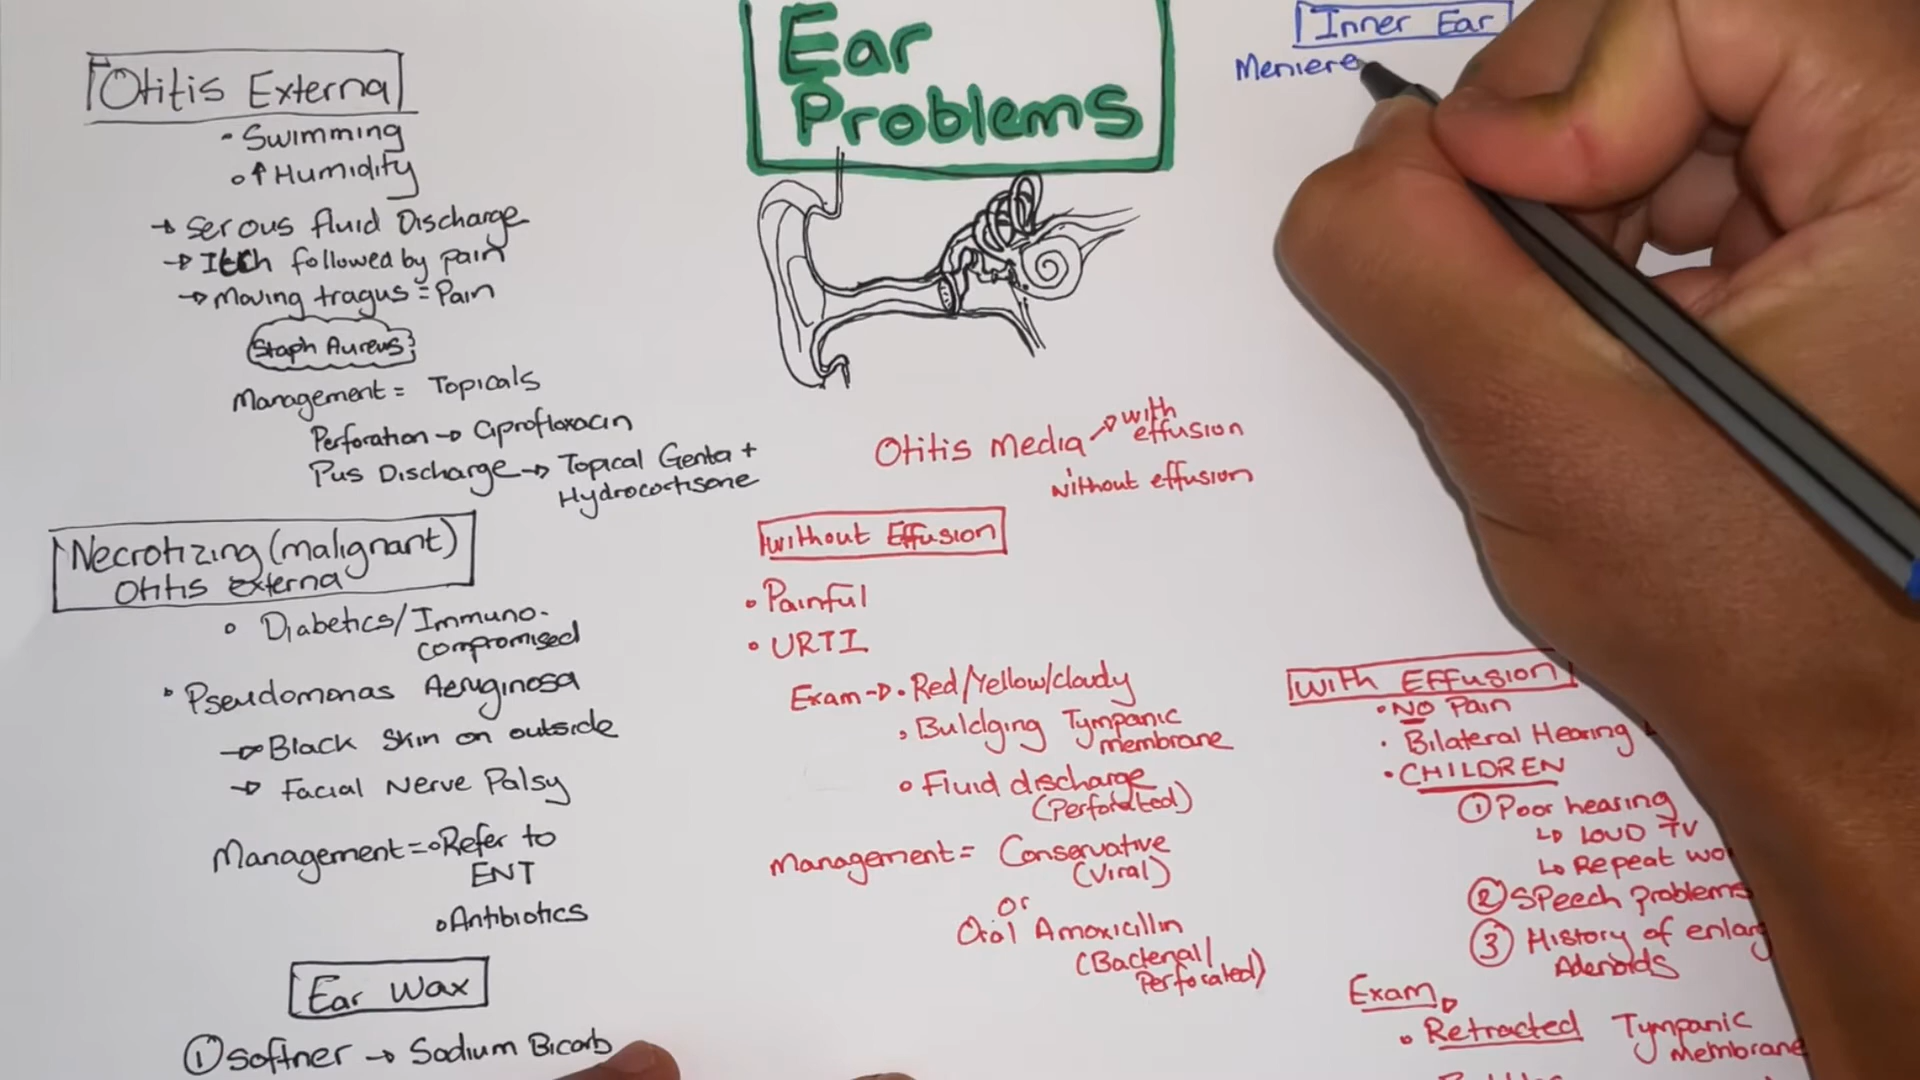 Ear
Problems
Otitis Externa
- Swimming
↑ Humidity
→ Serous fluid Discharge
→ Itch followed by pain
→ Moving tragus = Pain
Staph Aureus
Management = Topicals
Perforation → Ciprofloxacin
Pus Discharge → Topical Genta +
Hydrocortisone
Necrotizing (malignant)
Otitis externa
• Diabetics/Immuno-
compromised
• Pseudomonas Aeruginosa
→ Black Skin on outside
→ Facial Nerve Palsy
Management = • Refer to
ENT
• Antibiotics
Ear Wax
① Softner → Sodium Bicarb
Otitis Media → with
effusion
without effusion
Without Effusion
• Painful
• URTI
Exam → • Red/Yellow/cloudy
• Buldging Tympanic
membrane
• Fluid discharge
(Perforated)
Management = Conservative
(Viral)
or
Oral Amoxicillin
(Bacterial/
Perforated)
Inner Ear
Meniere
With Effusion
• NO Pain
• Bilateral Hearing
• CHILDREN
① Poor hearing
↳ LOUD TV
↳ Repeat
② Speech Problems
③ History of
Adenoids
Exam
• Retracted Tympanic
membrane